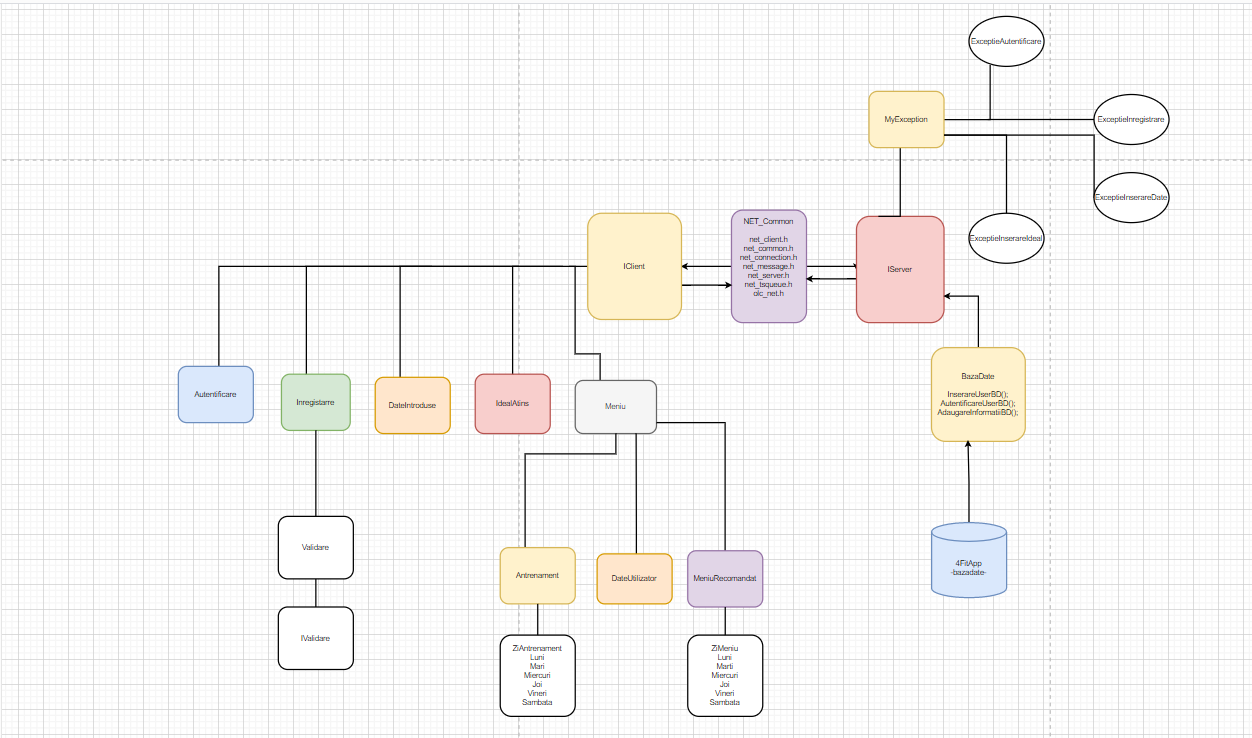 ExceptieAutentificare
MyException
ExceptieInregistrare
ExceptieInserareDate
NET_Common
net_client.h
net_common.h
net_connection.h
net_message.h
net_server.h
net_tsqueue.h
olc_net.h
IClient
IServer
ExceptieInserareIdeal
Autentificare
Inregistarre
DateIntroduse
IdealAtins
Meniu
BazaDate
InserareUserBD();
AutentificareUserBD();
AdaugareInformatiiBD();
Validare
Antrenament
DateUtilizator
MeniuRecomandat
4FitApp
-bazadate-
IValidare
ZiAntrenament
Luni
Mari
Miercuri
Joi
Vineri
Sambata
ZiMeniu
Luni
Marti
Miercuri
Joi
Vineri
Sambata